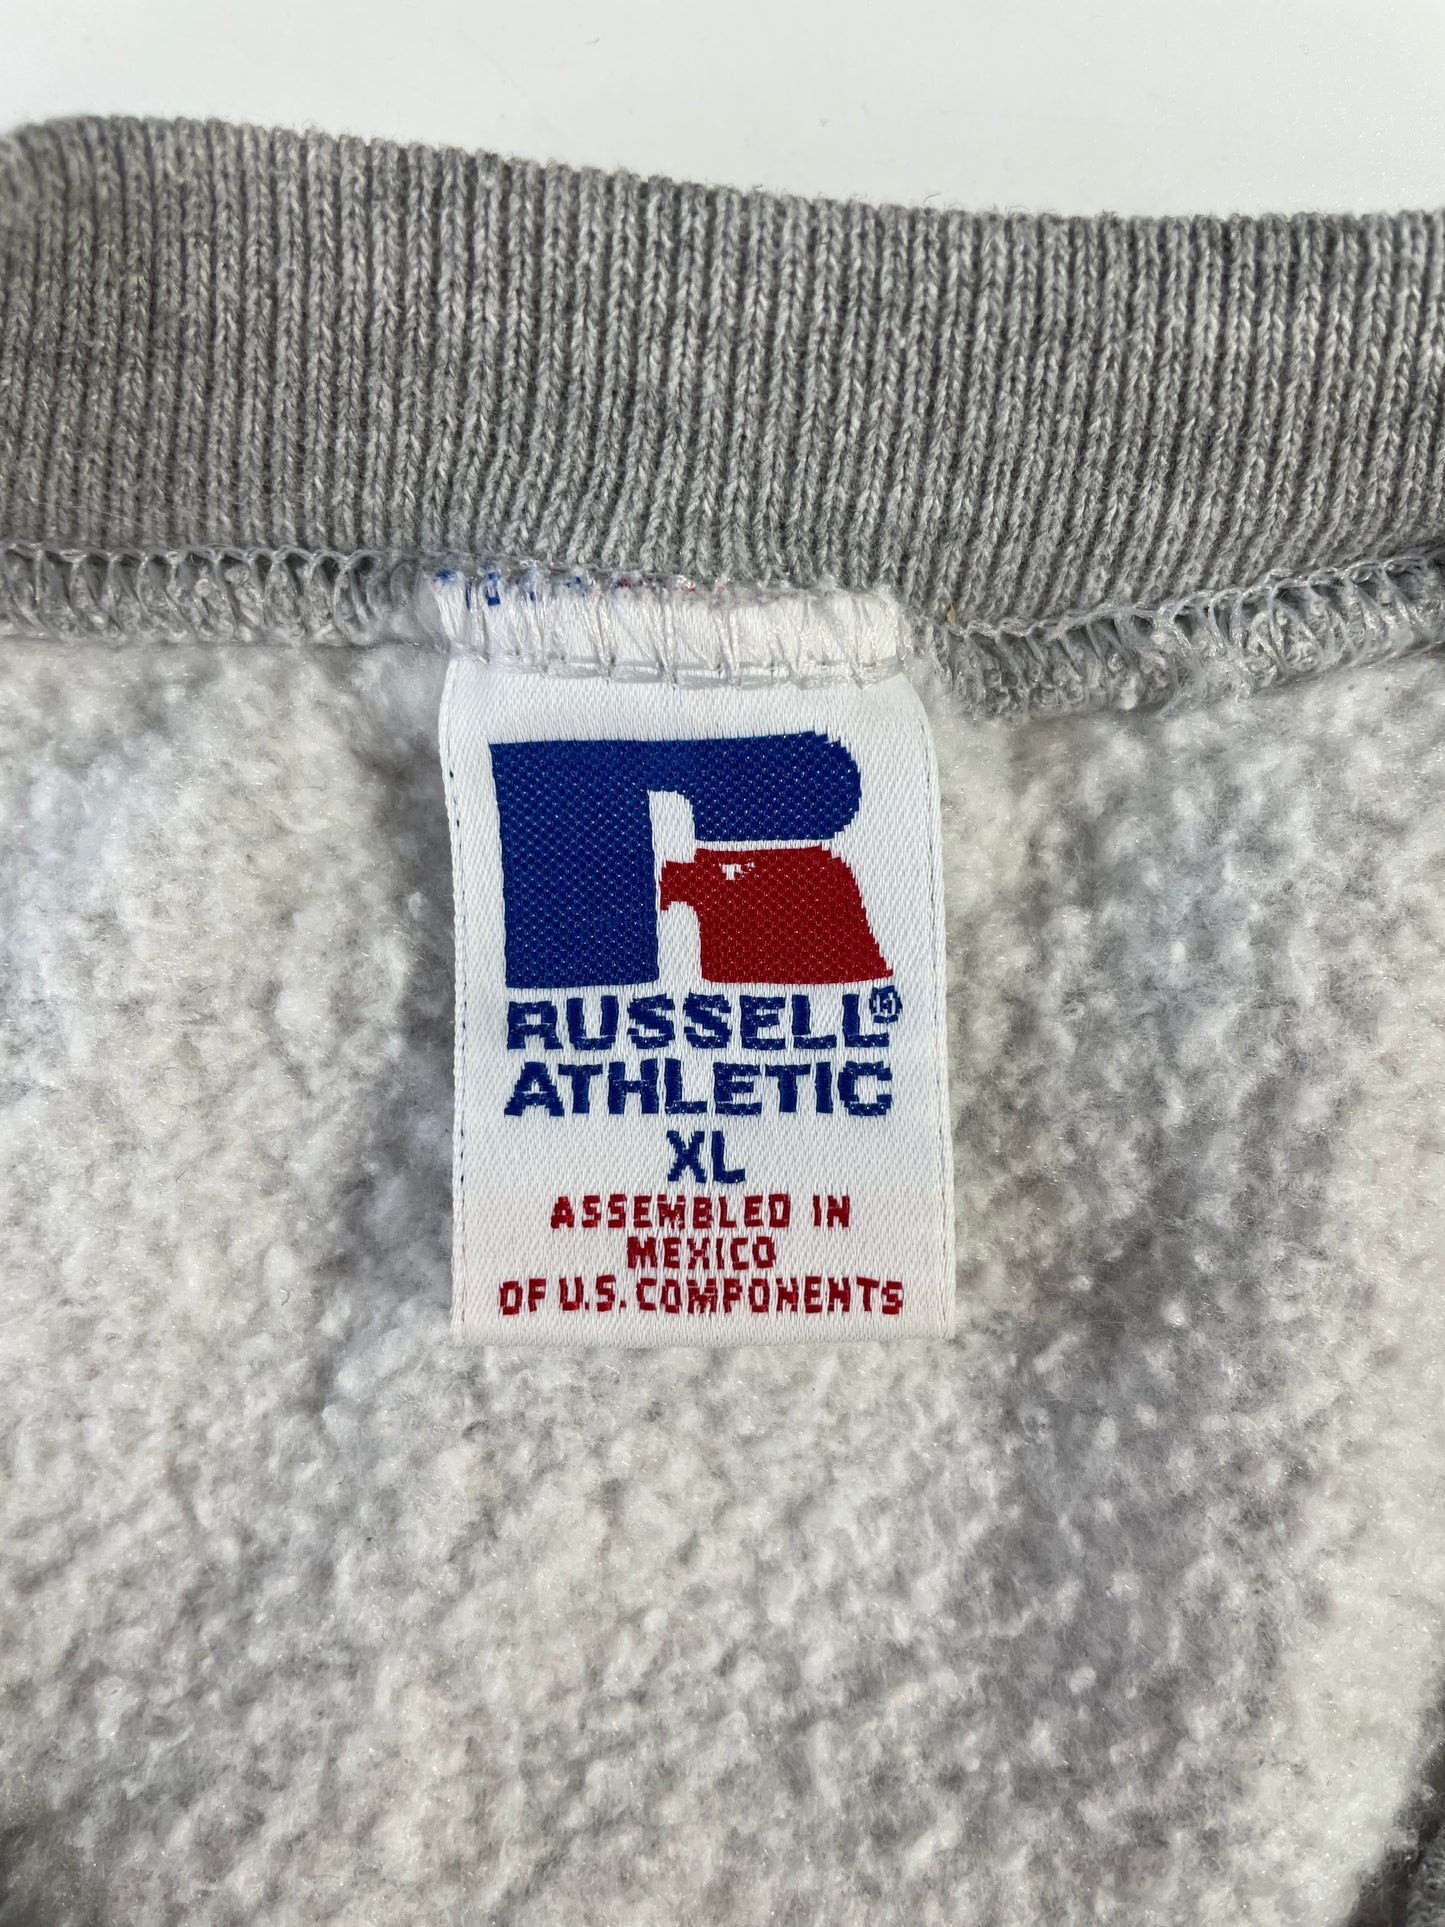 RUSSELL®
ATHLETIC
XL
ASSEMBLED IN
MEXICO
OF U.S. COMPONENTS